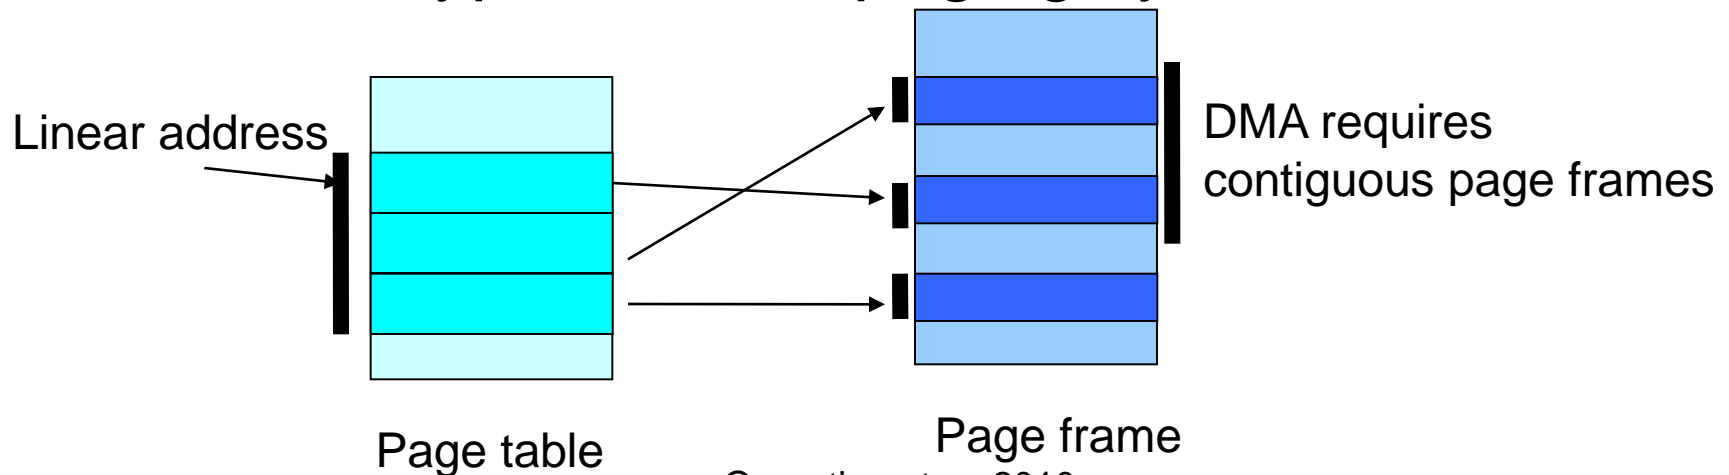 Linear address
DMA requires
contiguous page frames
Page table
Page frame